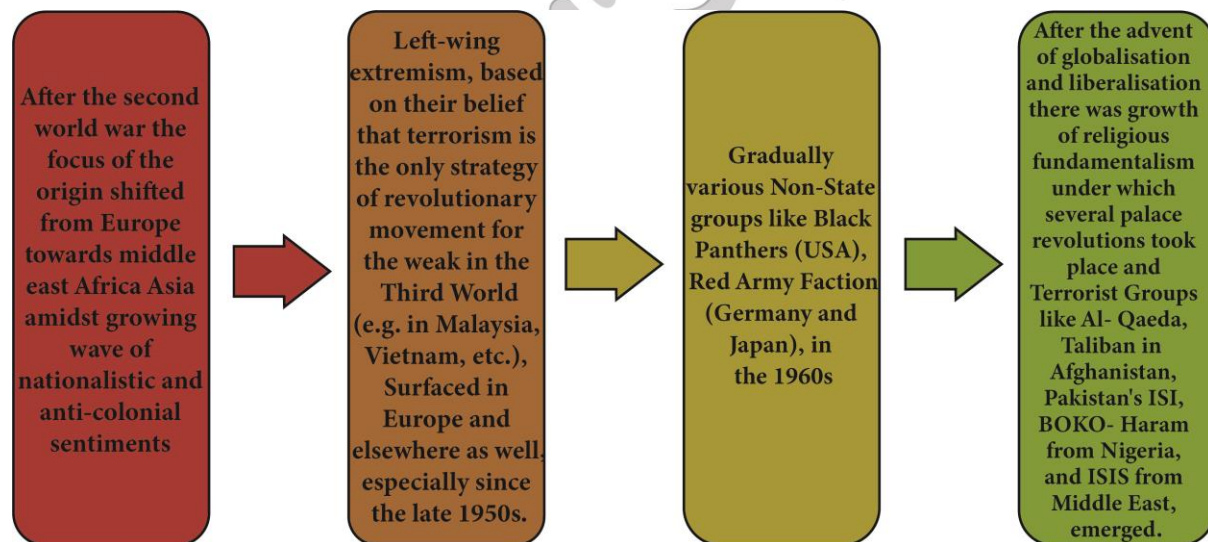 After the second
world war the
focus of the
origin shifted
from Europe
towards middle
east Africa Asia
amidst growing
wave of
nationalistic and
anti-colonial
sentiments
Left-wing
extremism, based
on their belief
that terrorism is
the only strategy
of revolutionary
movement for
the weak in the
Third World
(e.g. in Malaysia,
Vietnam, etc.),
Surfaced in
Europe and
elsewhere as well,
especially since
the late 1950s.
Gradually
various Non-State
groups like Black
Panthers (USA),
Red Army Faction
(Germany and
Japan), in
the 1960s
After the advent
of globalisation
and liberalisation
there was growth
of religious
fundamentalism
under which
several palace
revolutions took
place and
Terrorist Groups
like Al- Qaeda,
Taliban in
Afghanistan,
Pakistan's ISI,
BOKO- Haram
from Nigeria,
and ISIS from
Middle East,
emerged.